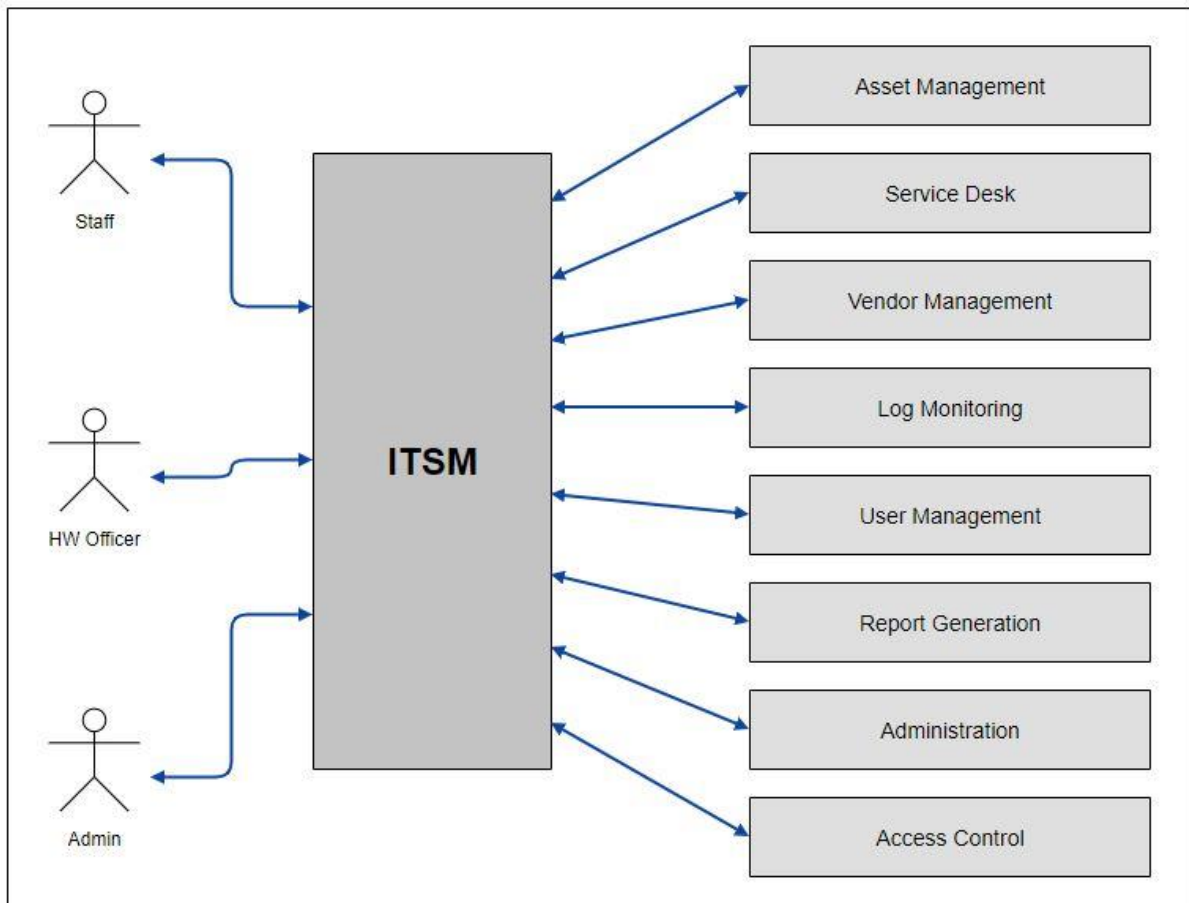 Staff
HW Officer
Admin
ITSM
Asset Management
Service Desk
Vendor Management
Log Monitoring
User Management
Report Generation
Administration
Access Control